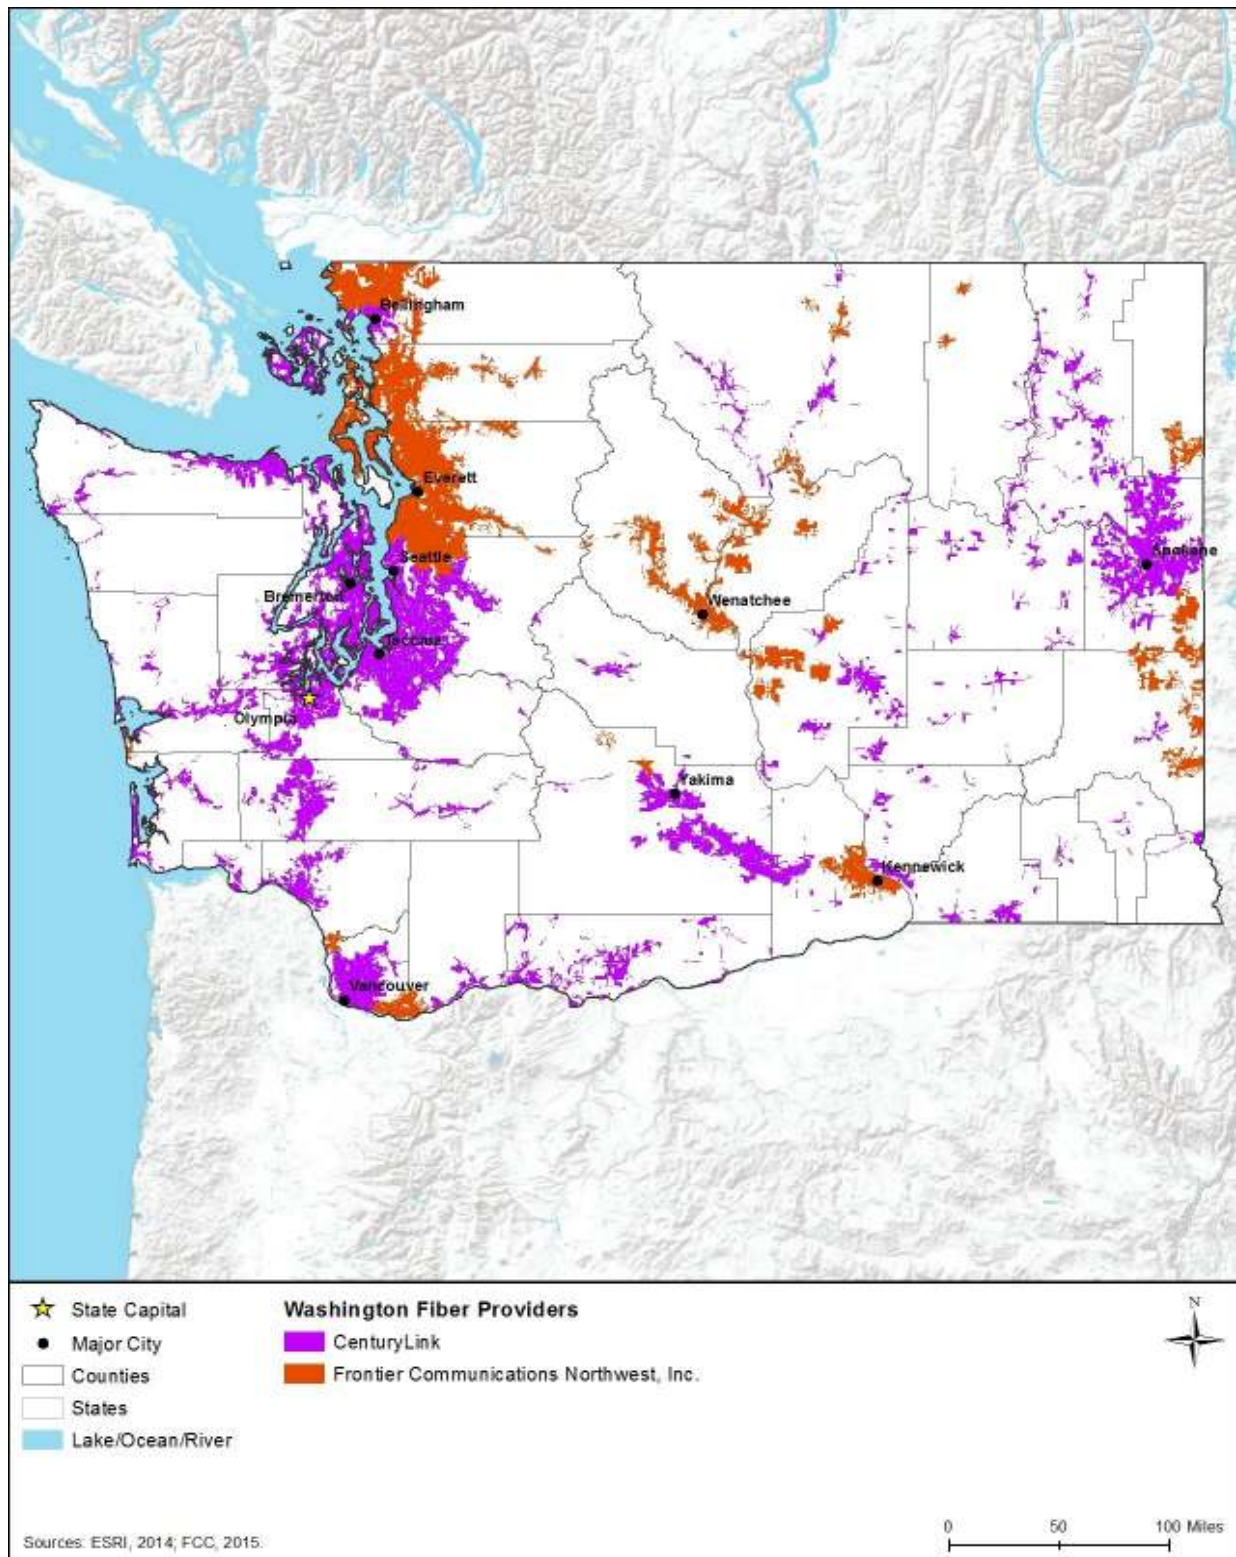 Bellingham
Everett
Seattle
Bremerton
Tacoma
Olympia
Wenatchee
Spokane
Yakima
Kennewick
Vancouver
State Capital
Major City
Counties
States
Lake/Ocean/River
Washington Fiber Providers
CenturyLink
Frontier Communications Northwest, Inc.
N
Sources: ESRI, 2014; FCC, 2015.
0 50 100 Miles